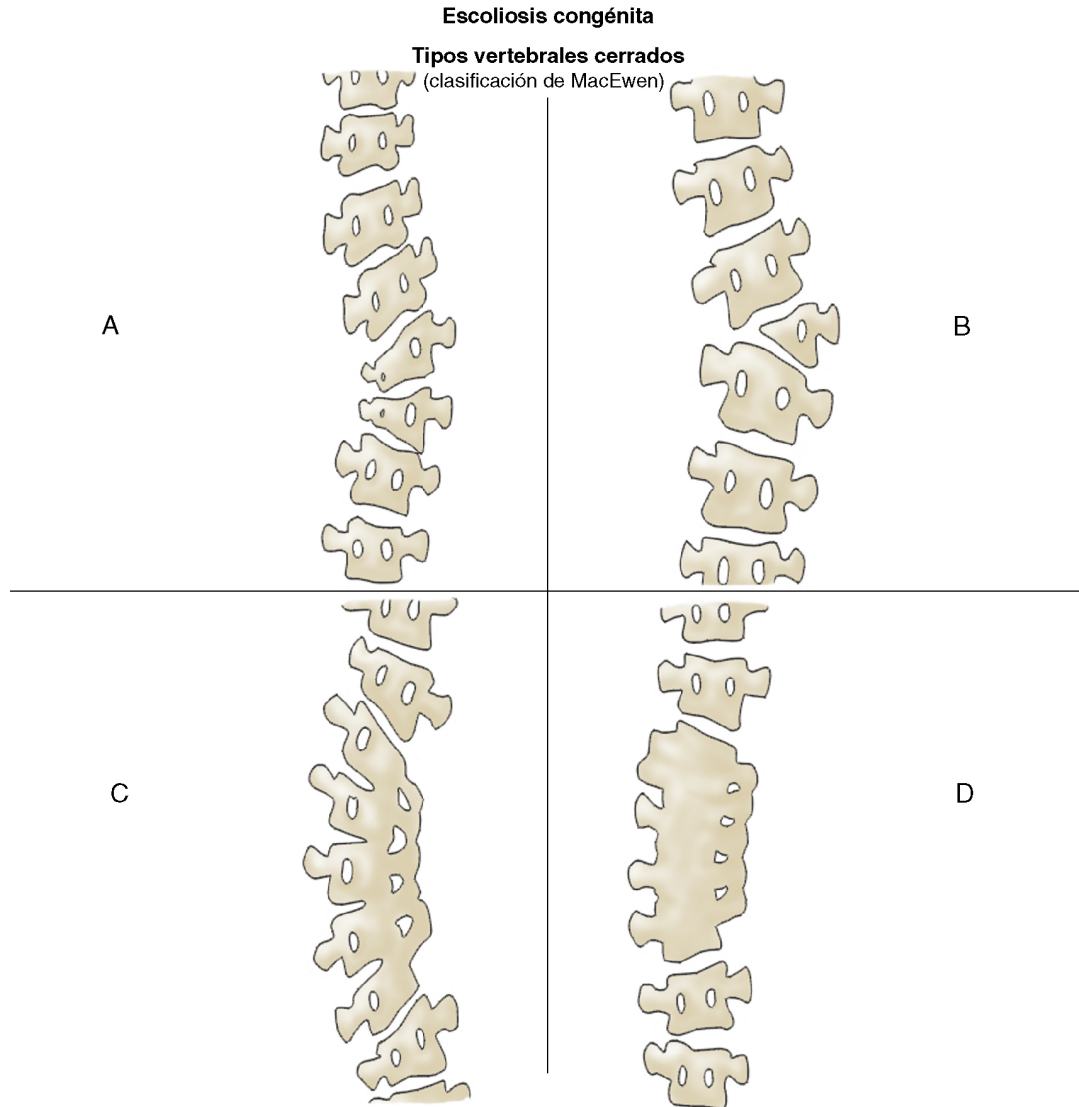 Escoliosis congénita
Tipos vertebrales cerrados
(clasificación de MacEwen)
A
B
C
D